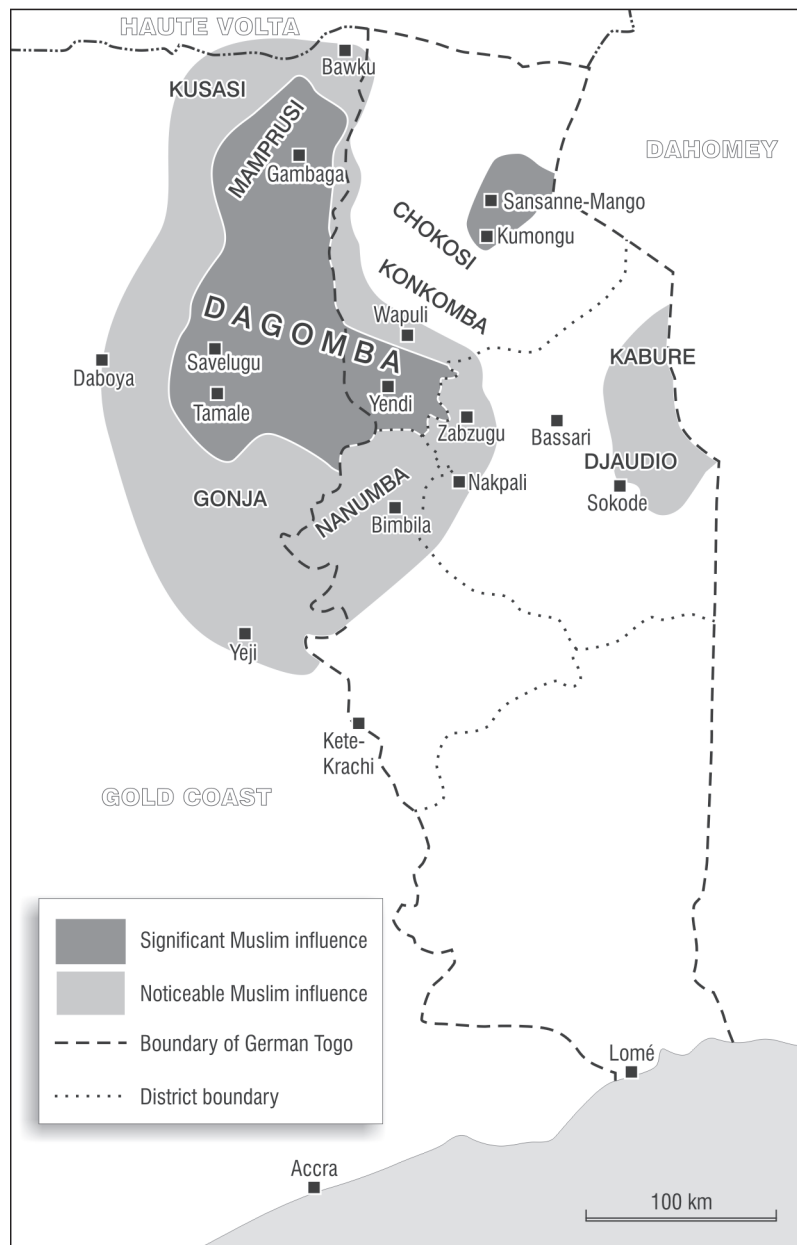 HAUTE VOLTA
Bawku
KUSASI
MAMPRUSI
Gambaga
DAHOMEY
Sansanne-Mango
Kumongu
CHOKOSI
KONKOMBA
DAGOMBA
Wapuli
Savelugu
Daboya
KABURE
Tamale
Yendi
Zabzugu
Bassari
DJAUDIO
GONJA
NANUMBA
Nakpali
Sokode
Bimbila
Yeji
Kete-
Krachi
GOLD COAST
Significant Muslim influence
Noticeable Muslim influence
Boundary of German Togo
District boundary
Lomé
Accra
100 km